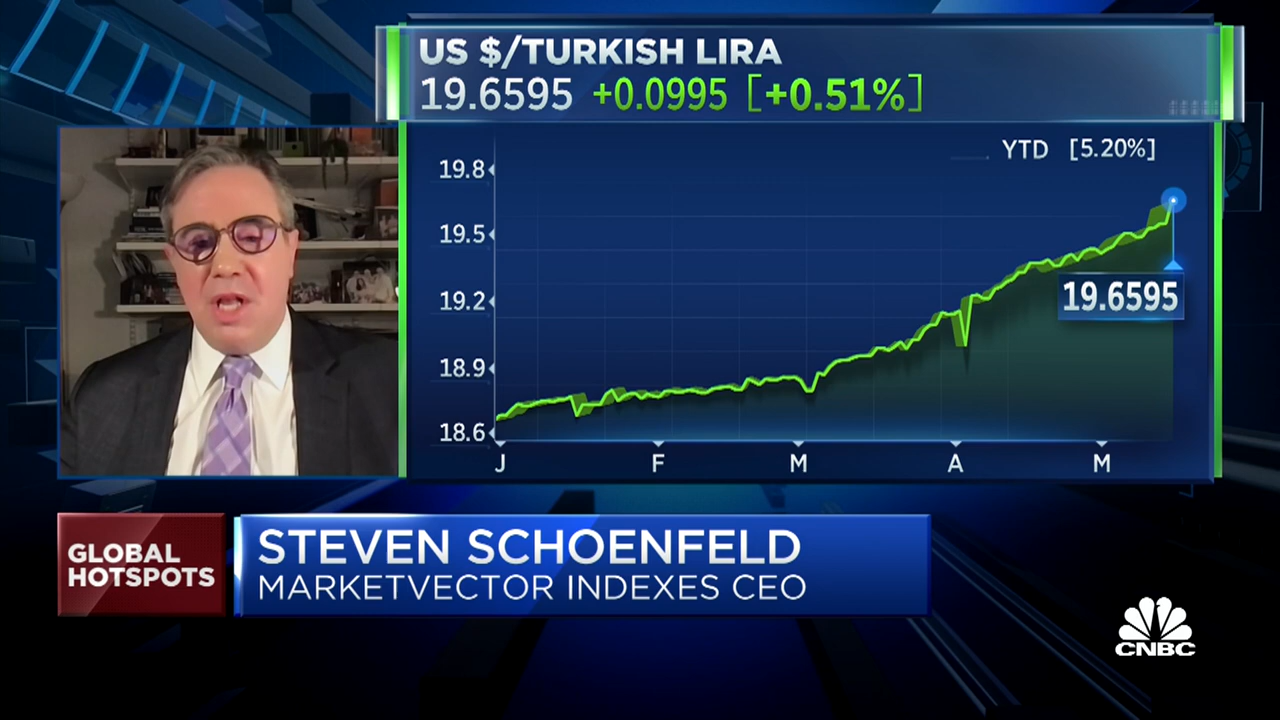 US $/TURKISH LIRA
19.6595 +0.0995 [+0.51%]
YTD [5.20%]
19.8
19.5
19.2
18.9
18.6
19.6595
J F M A M
GLOBAL
HOTSPOTS
STEVEN SCHOENFELD
MARKETVECTOR INDEXES CEO
CNBC